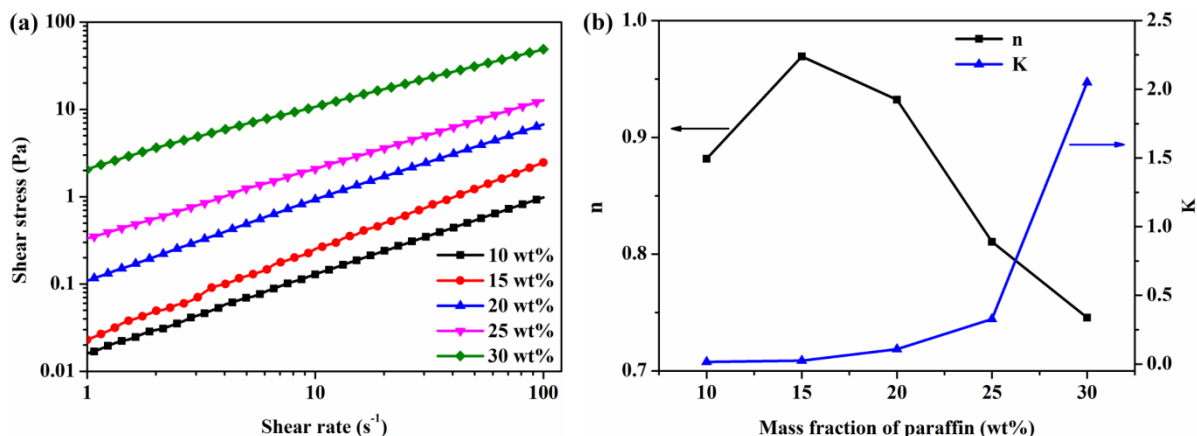 (a)
100
10
1
0.1
0.01
Shear stress (Pa)
1
10
100
Shear rate (s⁻¹)
10 wt%
15 wt%
20 wt%
25 wt%
30 wt%
(b)
1.0
0.9
0.8
0.7
n
n
K
2.5
2.0
1.5
1.0
0.5
0.0
K
10
15
20
25
30
Mass fraction of paraffin (wt%)